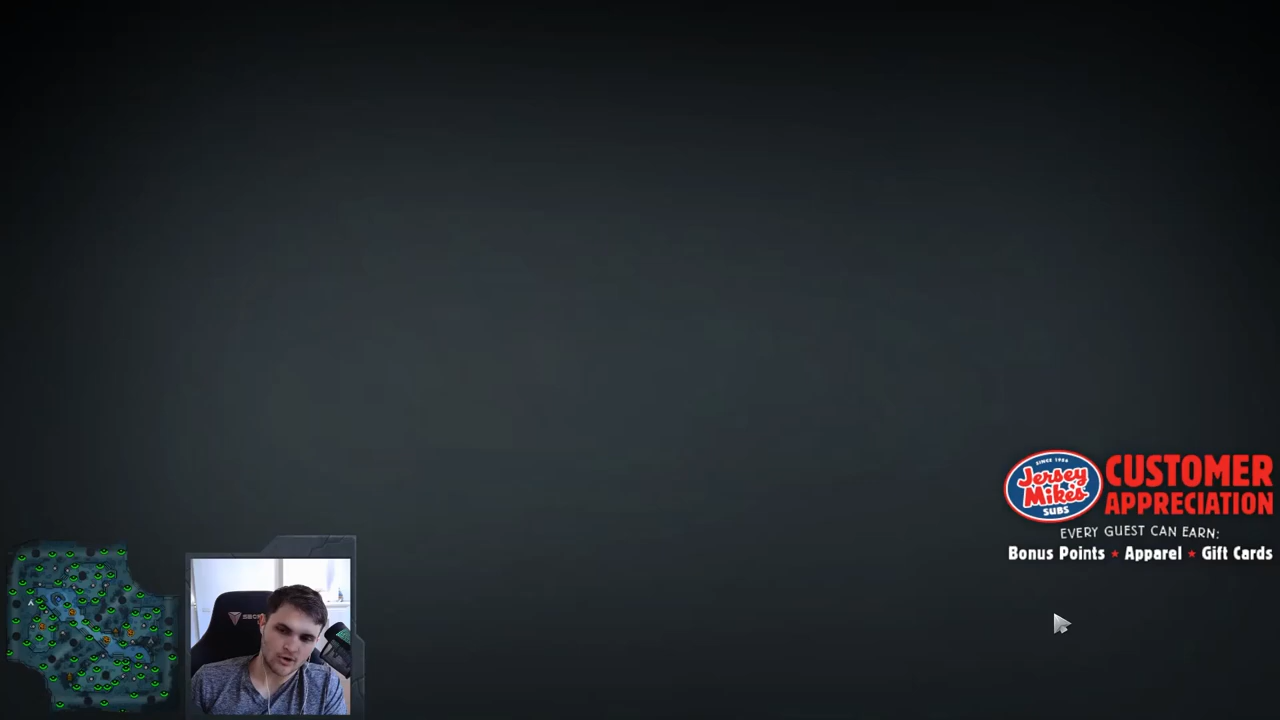 SINCE 1956
Jersey
Mike's
SUBS
CUSTOMER
APPRECIATION
EVERY GUEST CAN EARN:
Bonus Points ★ Apparel ★ Gift Cards